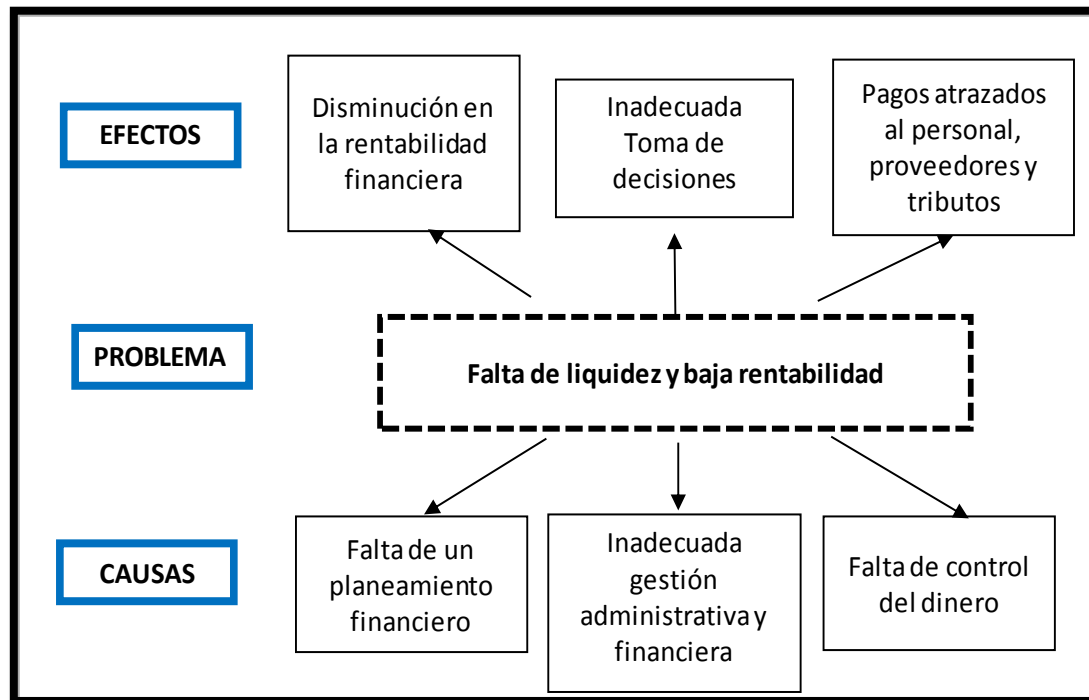 EFECTOS
Disminución en
la rentabilidad
financiera
Inadecuada
Toma de
decisiones
Pagos atrazados
al personal,
proveedores y
tributos
PROBLEMA
Falta de liquidez y baja rentabilidad
CAUSAS
Falta de un
planeamiento
financiero
Inadecuada
gestión
administrativa y
financiera
Falta de control
del dinero